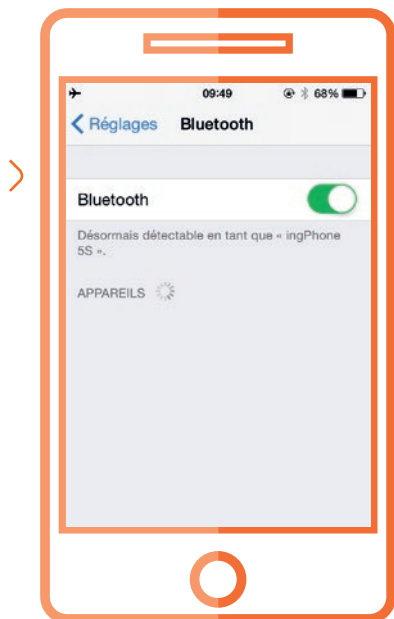 09:49 68%
Réglages Bluetooth
Bluetooth
Désormais détectable en tant que « ingPhone
5S ».
APPAREILS